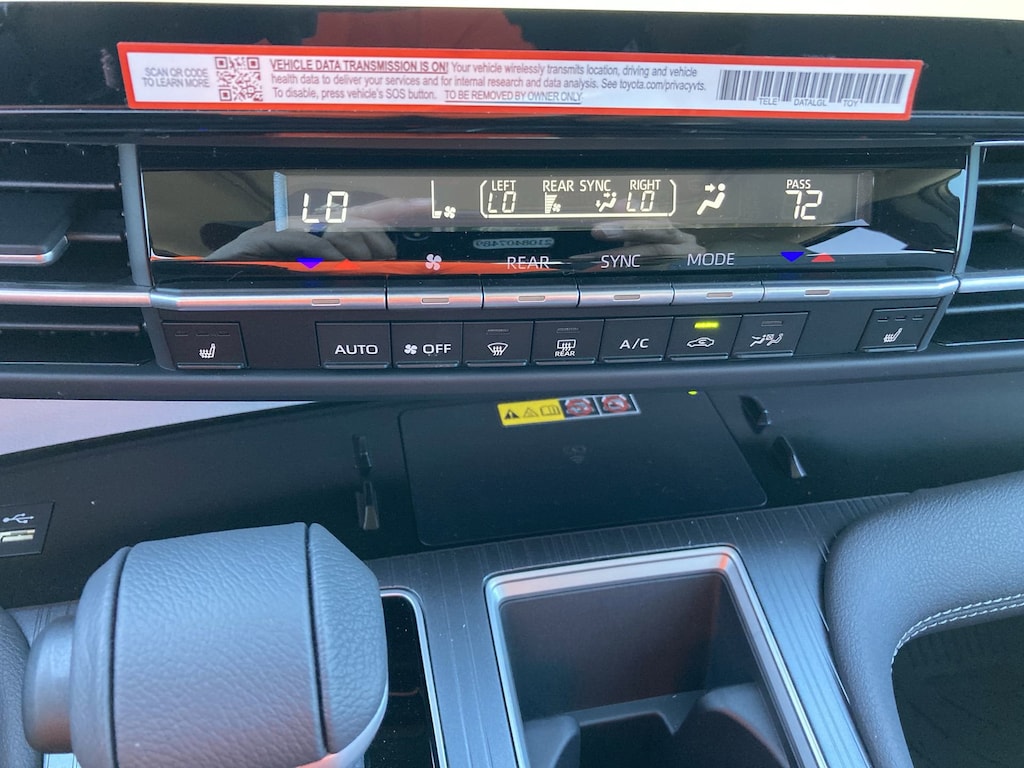 SCAN QR CODE
TO LEARN MORE
VEHICLE DATA TRANSMISSION IS ON! Your vehicle wirelessly transmits location, driving and vehicle
health data to deliver your services and for internal research and data analysis. See toyota.com/privacyvts.
To disable, press vehicle's SOS button. TO BE REMOVED BY OWNER ONLY
TELE DATALGL TOY
LO
LEFT REAR SYNC RIGHT
LO LO
PASS
72
REAR SYNC MODE
AUTO OFF REAR A/C